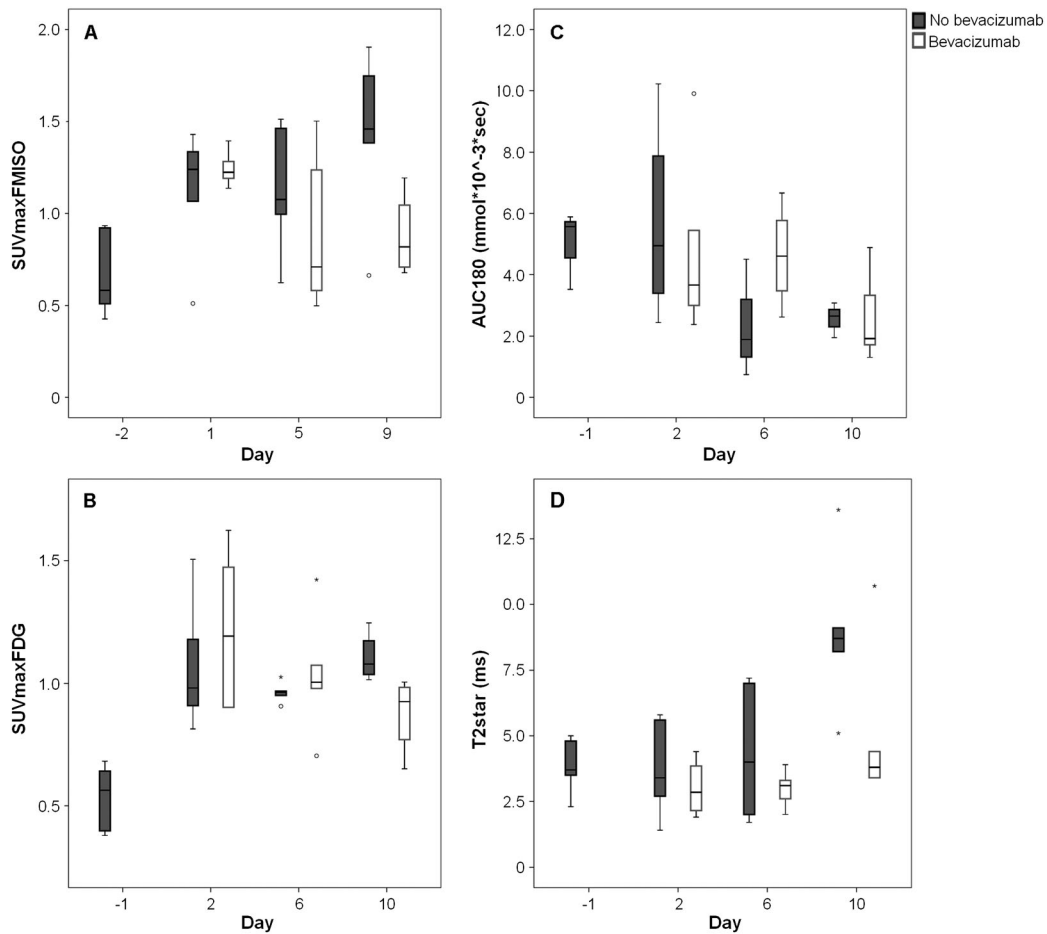 No bevacizumab
Bevacizumab
A
2.0
1.5
1.0
0.5
0
SUVmaxFMISO
-2 1 5 9
Day
C
12.0
10.0
8.0
6.0
4.0
2.0
0
AUC180 (mmol*10^-3*sec)
-1 2 6 10
Day
B
1.5
1.0
0.5
SUVmaxFDG
-1 2 6 10
Day
D
12.5
0.0
7.5
5.0
2.5
0
T2star (ms)
-1 2 6 10
Day